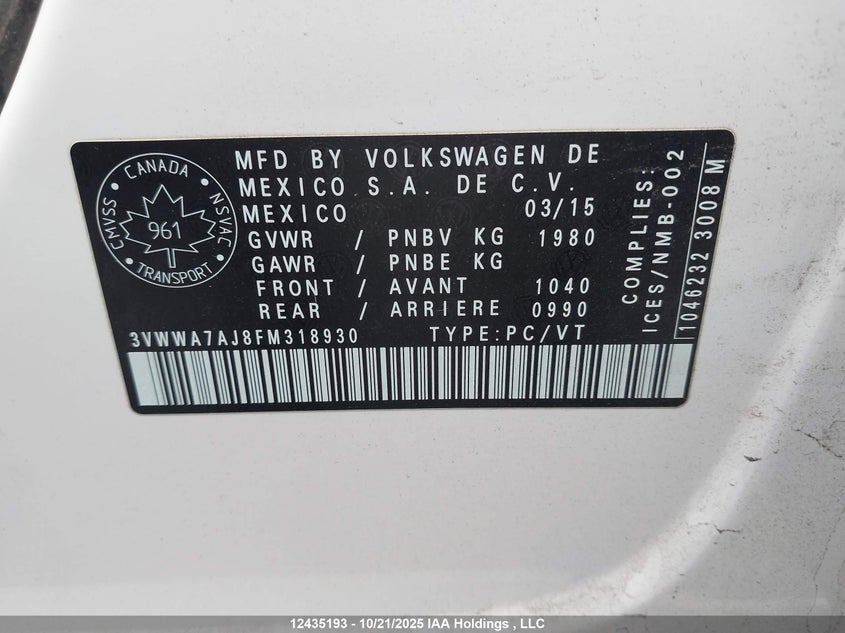 CANADA
CMVSS
NSVAC
961
TRANSPORT
MFD BY VOLKSWAGEN DE
MEXICO S.A. DE C.V.
MEXICO 03/15
GVWR / PNBV KG 1980
GAWR / PNBE KG
FRONT / AVANT 1040
REAR / ARRIERE 0990
3VWWA7AJ8FM318930 TYPE:PC/VT
COMPLIES:
ICES/NMB-002
1046232 3008 M
12435193 - 10/21/2025 IAA Holdings , LLC